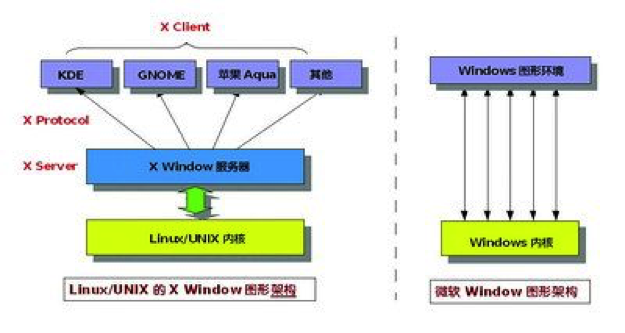 X Client
KDE
GNOME
苹果 Aqua
其他
X Protocol
X Server
X Window 服务器
Linux/UNIX 内核
Linux/UNIX 的 X Window 图形架构
Windows 图形环境
Windows 内核
微软 Window 图形架构